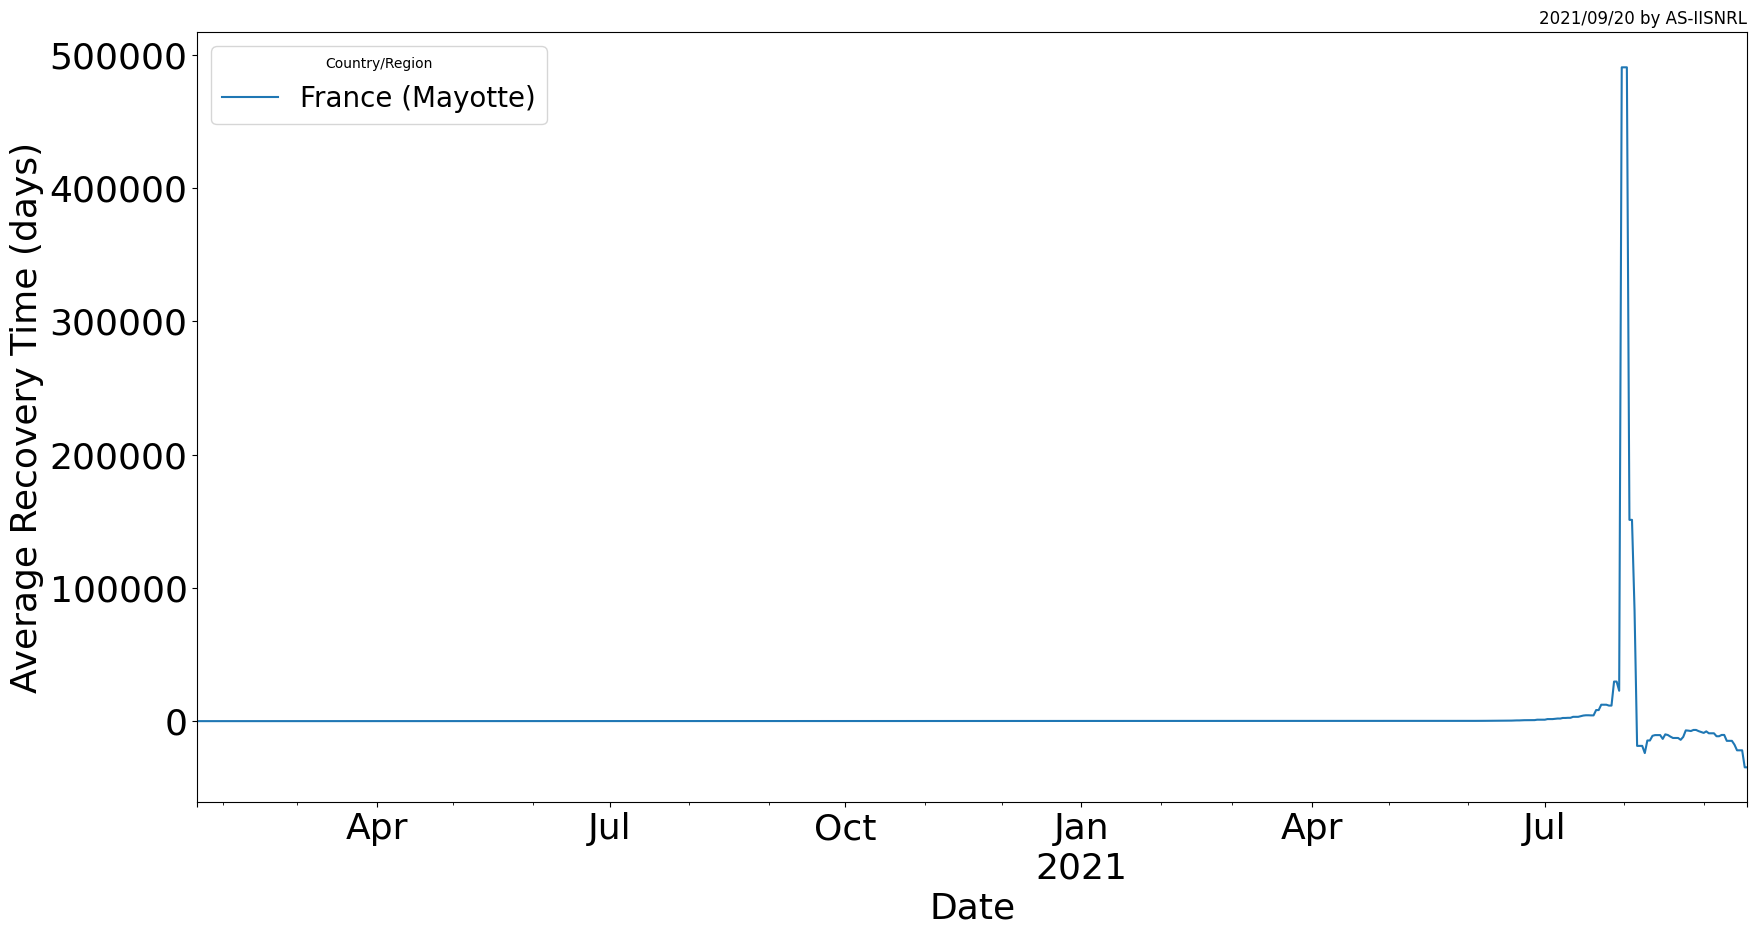 2021/09/20 by AS-IISNRL
Country/Region
France (Mayotte)
Average Recovery Time (days)
500000
400000
300000
200000
100000
0
Apr
Jul
Oct
Jan
2021
Apr
Jul
Date